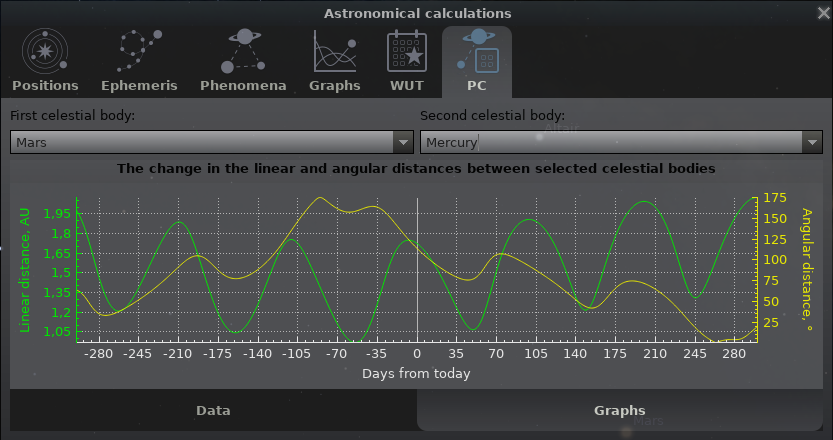 Astronomical calculations
Positions Ephemeris Phenomena Graphs WUT PC
First celestial body: Second celestial body:
Altair
Mars Mercury
The change in the linear and angular distances between selected celestial bodies
Linear distance, AU
1,95
1,8
1,65
1,5
1,35
1,2
1,05
175
150
125
100
75
50
25
Angular distance, °
-280 -245 -210 -175 -140 -105 -70 -35 0 35 70 105 140 175 210 245 280
Days from today
Data Graphs
Mars